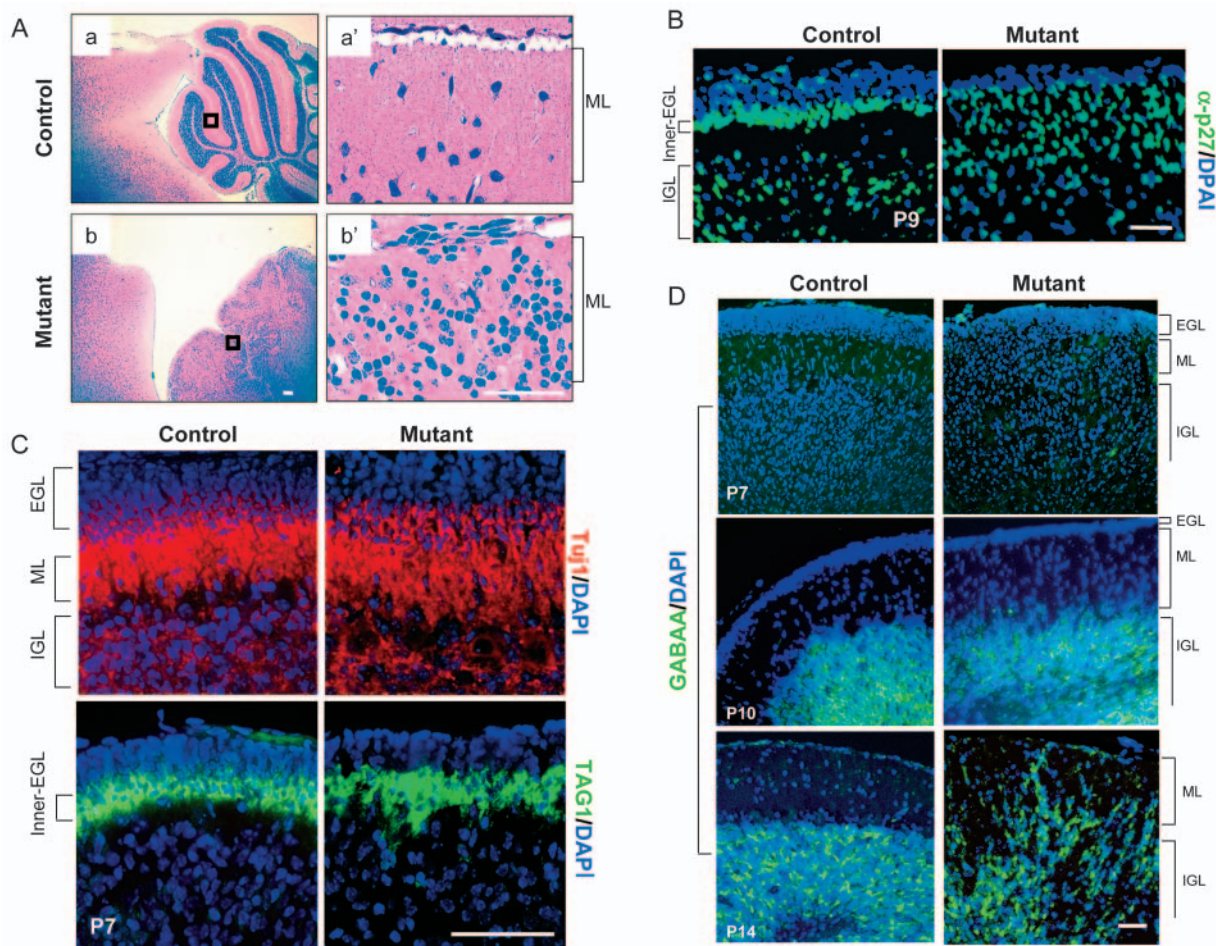 A
a
a'
Control
ML
b
b'
Mutant
ML
B
Control
Mutant
Inner-EGL
IGL
P9
α-p27/DPAI
C
Control
Mutant
EGL
ML
IGL
Tuj1/DAPI
Inner-EGL
P7
TAG1/DAPI
D
Control
Mutant
GABAA/DAPI
P7
EGL
ML
IGL
P10
EGL
ML
IGL
P14
ML
IGL